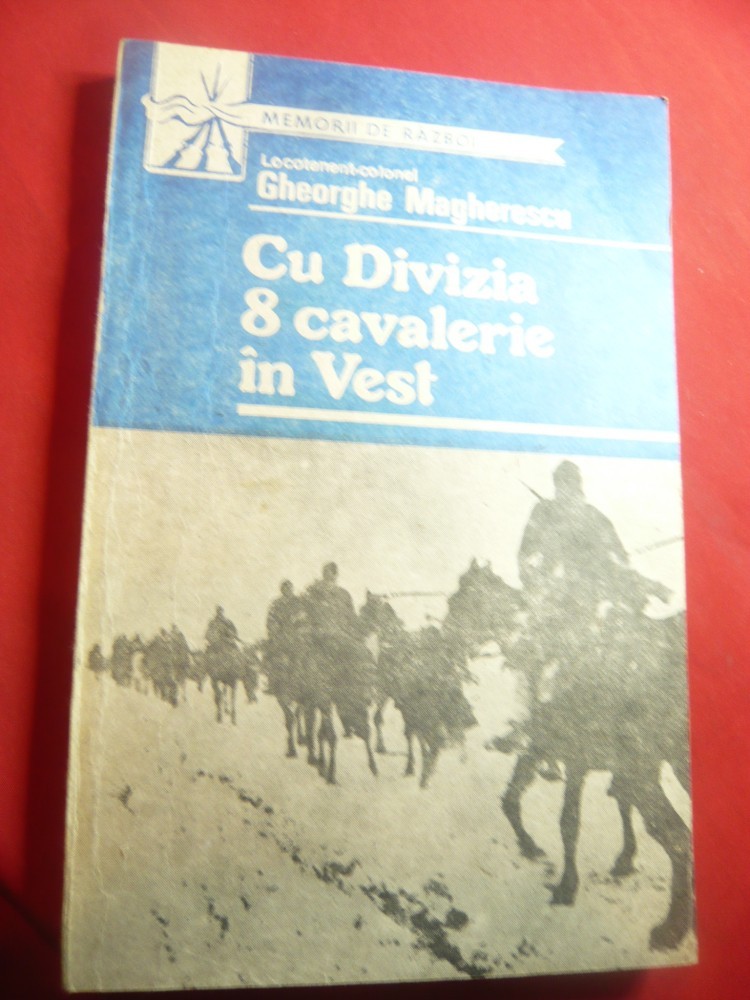 MEMORII DE RĂZBOI
Locotenent-colonel
Gheorghe Magherescu
Cu Divizia
8 cavalerie
în Vest